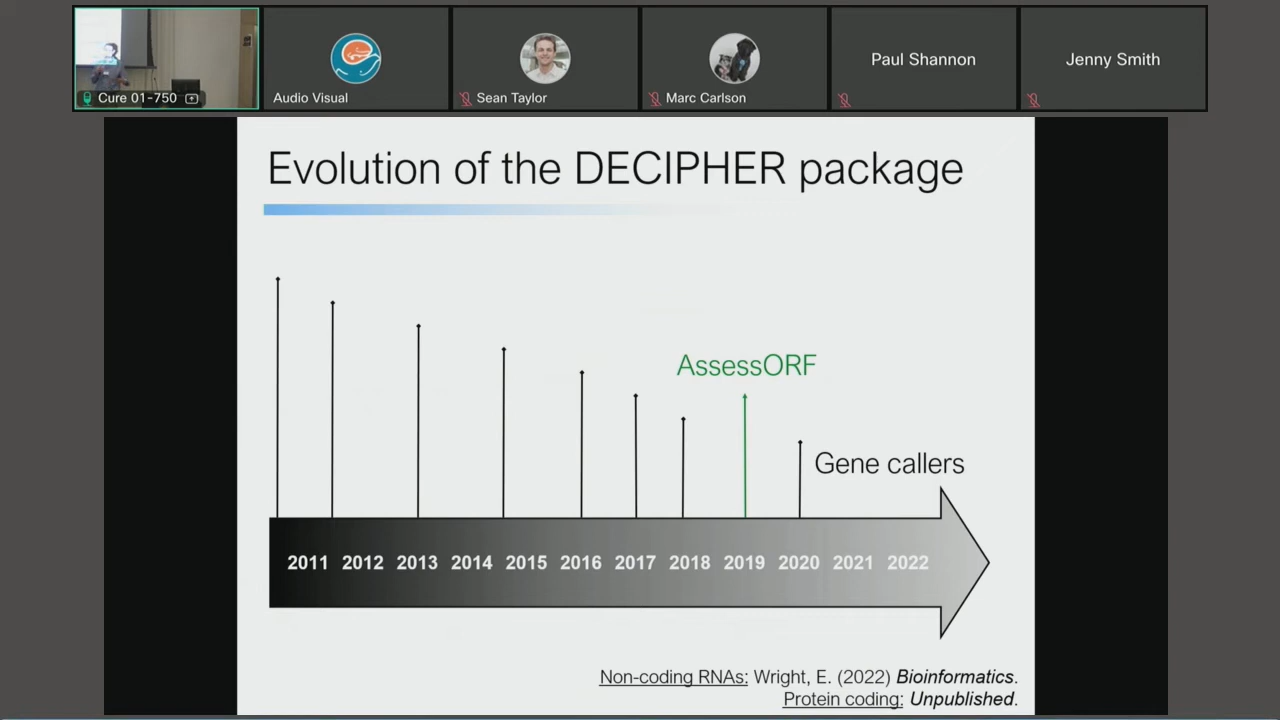 Cure 01-750
Audio Visual
Sean Taylor
Marc Carlson
Paul Shannon
Jenny Smith
Evolution of the DECIPHER package
AssessORF
Gene callers
2011 2012 2013 2014 2015 2016 2017 2018 2019 2020 2021 2022
Non-coding RNAs: Wright, E. (2022) Bioinformatics.
Protein coding: Unpublished.